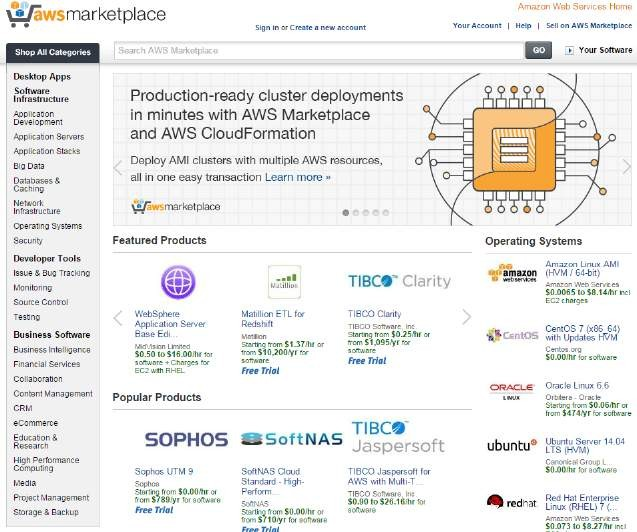 awsmarketplace
Amazon Web Services Home
Sign in or Create a new account
Your Account | Help | Sell on AWS Marketplace
Shop All Categories
Search AWS Marketplace
GO
Your Software
Desktop Apps
Software
Infrastructure
Application
Development
Application Servers
Application Stacks
Big Data
Databases &
Caching
Network
Infrastructure
Operating Systems
Security
Developer Tools
Issue & Bug Tracking
Monitoring
Source Control
Testing
Business Software
Business Intelligence
Financial Services
Collaboration
Content Management
CRM
eCommerce
Education &
Research
High Performance
Computing
Media
Project Management
Storage & Backup
Production-ready cluster deployments
in minutes with AWS Marketplace
and AWS CloudFormation
Deploy AMI clusters with multiple AWS resources,
all in one easy transaction Learn more »
awsmarketplace
Featured Products
WebSphere
Application Server
Base Edi...
MidVision Limited
$0.50 to $16.00/hr for
software + Charges for
EC2 with RHEL
Matillion
Matillion ETL for
Redshift
Matillion
Starting from $1.37/hr or
from $10,200/yr for
software
Free Trial
TIBCO Clarity
TIBCO Clarity
TIBCO Software, Inc.
Starting from $0.25/hr or
from $1,095/yr for
software
Free Trial
Popular Products
SOPHOS
Sophos UTM 9
Sophos
Starting from $0.00/hr or
from $789/yr for software
Free Trial
SoftNAS
SoftNAS Cloud
Standard - High-
Perform...
SoftNAS
Starting from $0.00/hr or
from $710/yr for software
Free Trial
TIBCO
Jaspersoft
TIBCO Jaspersoft for
AWS with Multi-T...
TIBCO Software, Inc.
$0.90 to $26.16/hr for
software
Operating Systems
amazon
webservices
Amazon Linux AMI
(HVM / 64-bit)
Amazon Web Services
$0.0065 to $8.14/hr incl
EC2 charges
CentOS
CentOS 7 (x86_64)
with Updates HVM
Centos.org
$0.00/hr for software
ORACLE
LINUX
Oracle Linux 6.6
Orbitera - Oracle
Starting from $0.06/hr or
from $474/yr for software
ubuntu
Ubuntu Server 14.04
LTS (HVM)
Canonical Group L...
$0.00/hr for software
redhat
Red Hat Enterprise
Linux (RHEL) 7 (...
Amazon Web Services
$0.073 to $8.27/hr incl